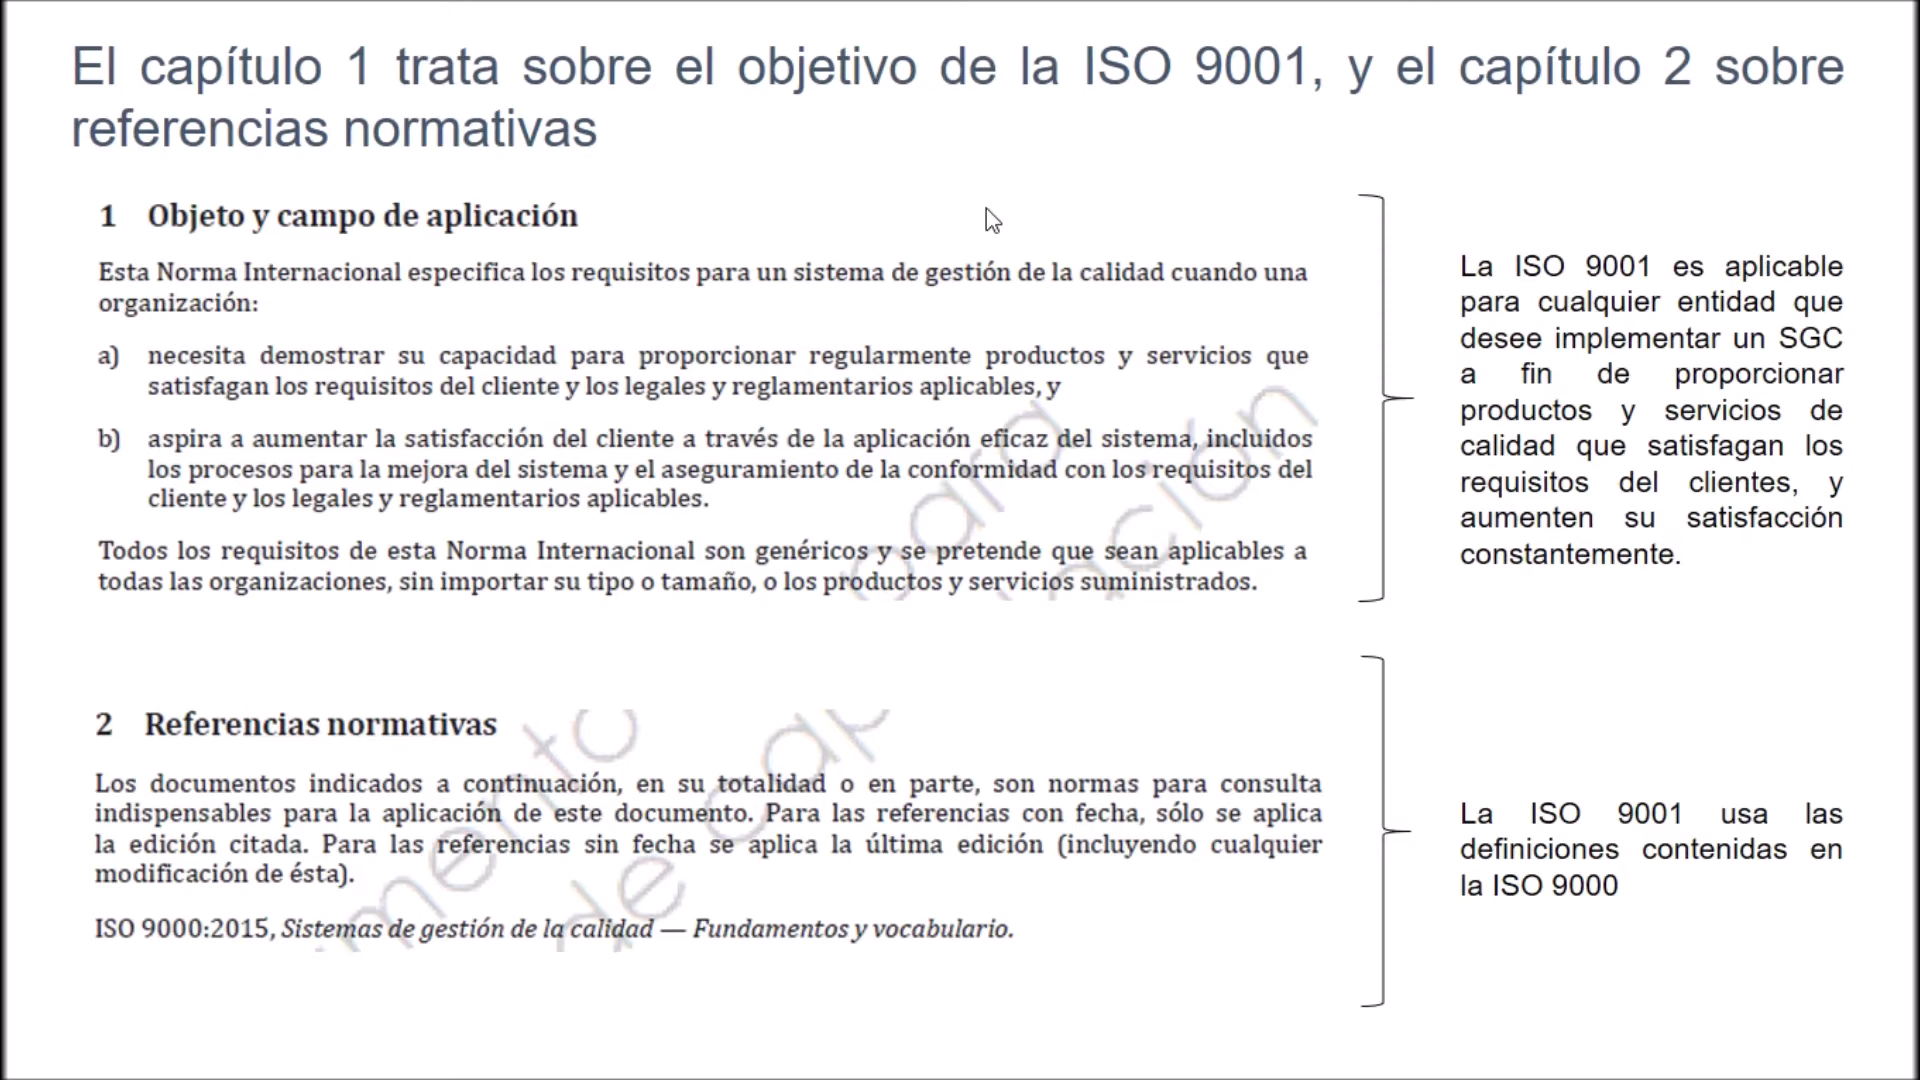 El capítulo 1 trata sobre el objetivo de la ISO 9001, y el capítulo 2 sobre
referencias normativas
1 Objeto y campo de aplicación
Esta Norma Internacional especifica los requisitos para un sistema de gestión de la calidad cuando una
organización:
a) necesita demostrar su capacidad para proporcionar regularmente productos y servicios que
satisfagan los requisitos del cliente y los legales y reglamentarios aplicables, y
b) aspira a aumentar la satisfacción del cliente a través de la aplicación eficaz del sistema, incluidos
los procesos para la mejora del sistema y el aseguramiento de la conformidad con los requisitos del
cliente y los legales y reglamentarios aplicables.
Todos los requisitos de esta Norma Internacional son genéricos y se pretende que sean aplicables a
todas las organizaciones, sin importar su tipo o tamaño, o los productos y servicios suministrados.
La ISO 9001 es aplicable
para cualquier entidad que
desee implementar un SGC
a fin de proporcionar
productos y servicios de
calidad que satisfagan los
requisitos del clientes, y
aumenten su satisfacción
constantemente.
2 Referencias normativas
Los documentos indicados a continuación, en su totalidad o en parte, son normas para consulta
indispensables para la aplicación de este documento. Para las referencias con fecha, sólo se aplica
la edición citada. Para las referencias sin fecha se aplica la última edición (incluyendo cualquier
modificación de ésta).
ISO 9000:2015, Sistemas de gestión de la calidad — Fundamentos y vocabulario.
La ISO 9001 usa las
definiciones contenidas en
la ISO 9000
para